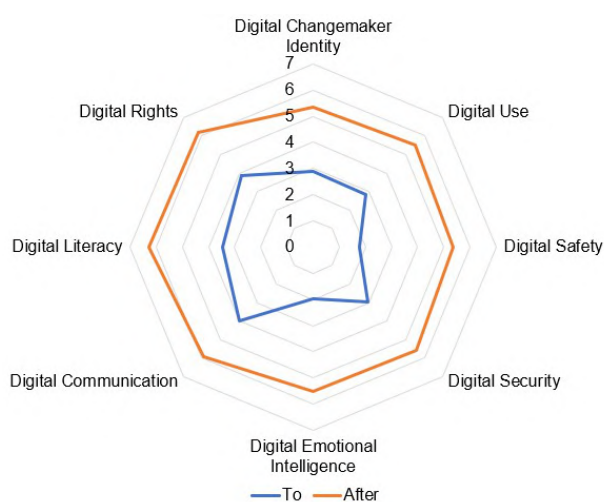 Digital Changemaker
Identity
7
6
5
4
3
2
1
0
Digital Rights
Digital Use
Digital Literacy
Digital Safety
Digital Communication
Digital Security
Digital Emotional
Intelligence
To
After